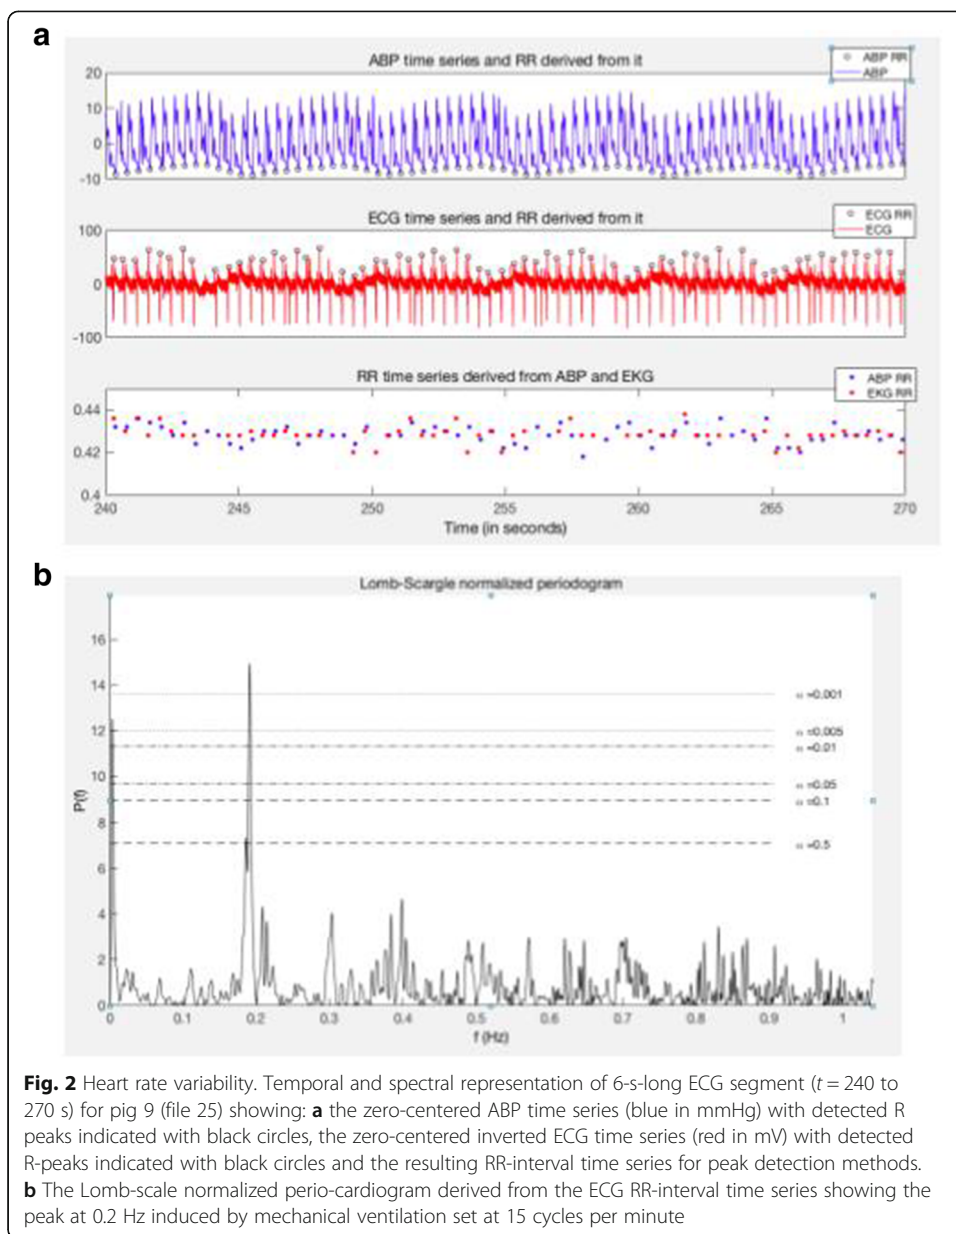 a
ABP time series and RR derived from it
ABP RR
ABP
20
10
0
-10
ECG time series and RR derived from it
ECG RR
ECG
100
0
-100
RR time series derived from ABP and EKG
ABP RR
EKG RR
0.44
0.42
0.4
240 245 250 255 260 265 270
Time (in seconds)
b
Lomb-Scargle normalized periodogram
16
14
12
10
8
6
4
2
0
P(f)
α =0.001
α =0.005
α =0.01
α =0.05
α =0.1
α =0.5
0 0.1 0.2 0.3 0.4 0.5 0.6 0.7 0.8 0.9 1
f (Hz)
Fig. 2 Heart rate variability. Temporal and spectral representation of 6-s-long ECG segment (t = 240 to
270 s) for pig 9 (file 25) showing: a the zero-centered ABP time series (blue in mmHg) with detected R
peaks indicated with black circles, the zero-centered inverted ECG time series (red in mV) with detected
R-peaks indicated with black circles and the resulting RR-interval time series for peak detection methods.
b The Lomb-scale normalized perio-cardiogram derived from the ECG RR-interval time series showing the
peak at 0.2 Hz induced by mechanical ventilation set at 15 cycles per minute